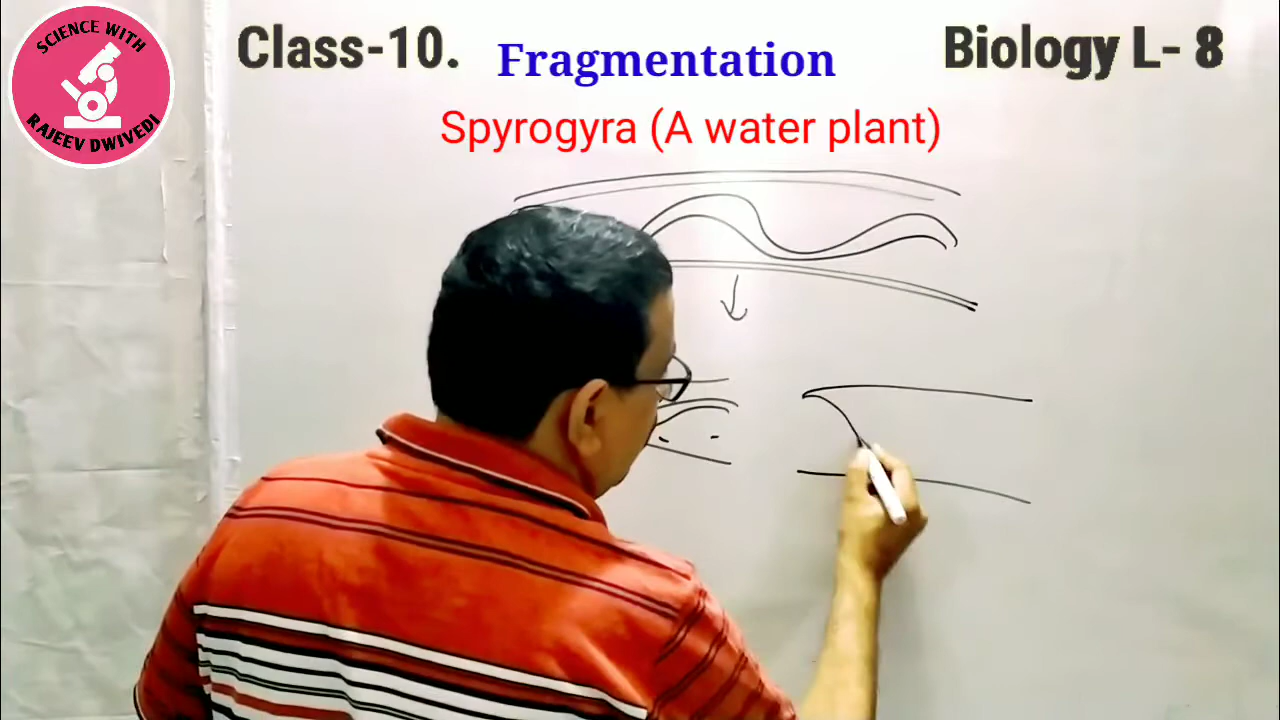 SCIENCE WITH
RAJEEV DWIVEDI
Class-10.
Fragmentation
Biology L- 8
Spyrogyra (A water plant)